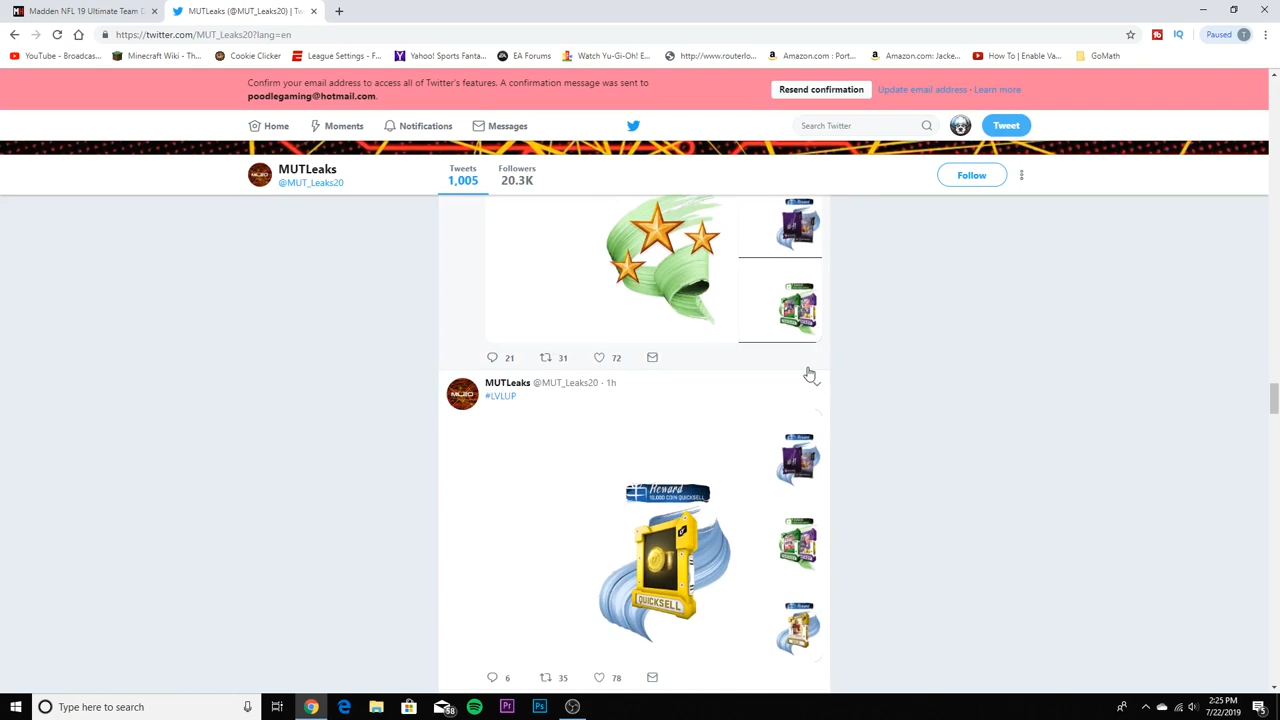 Madden NFL 19 Ultimate Team D
MUTLeaks (@MUT_Leaks20) | Tw
https://twitter.com/MUT_Leaks20?lang=en
Paused
T
YouTube - Broadcas...
Minecraft Wiki - Th...
Cookie Clicker
League Settings - F...
Yahoo! Sports Fanta...
EA Forums
Watch Yu-Gi-Oh! E...
http://www.routerlo...
Amazon.com : Port...
Amazon.com: Jacke...
How To | Enable Va...
GoMath
Confirm your email address to access all of Twitter's features. A confirmation message was sent to
poodlegaming@hotmail.com.
Resend confirmation
Update email address · Learn more
Home
Moments
Notifications
Messages
Search Twitter
Tweet
MUTLeaks
@MUT_Leaks20
Tweets
1,005
Followers
20.3K
Follow
21
31
72
MUTLeaks @MUT_Leaks20 · 1h
#LVLUP
Reward
10,000 COIN QUICKSELL
QUICKSELL
6
35
78
Type here to search
2:25 PM
7/22/2019